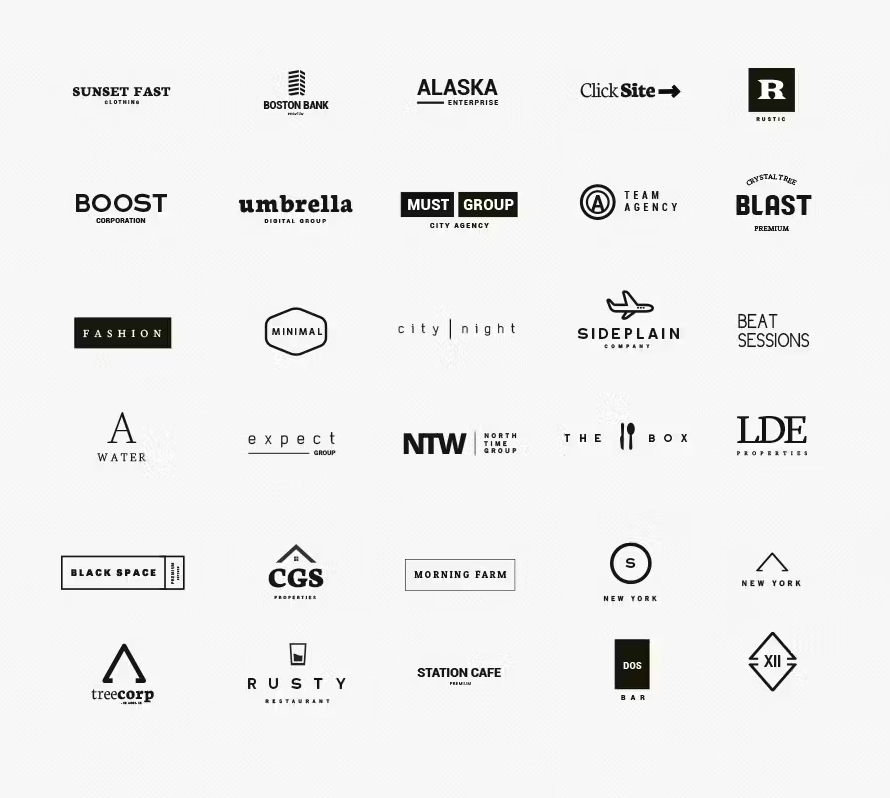 SUNSET FAST
CLOTHING
BOSTON BANK
ALASKA
ENTERPRISE
Click Site
R
RUSTIC
BOOST
CORPORATION
umbrella
DIGITAL GROUP
MUST GROUP
CITY AGENCY
A
TEAM
AGENCY
CRYSTAL TREE
BLAST
PREMIUM
FASHION
MINIMAL
city night
SIDEPLAIN
COMPANY
BEAT
SESSIONS
A
WATER
expect
GROUP
NTW
NORTH
TIME
GROUP
THE BOX
LDE
PROPERTIES
BLACK SPACE
PREMIUM
CGS
PROPERTIES
MORNING FARM
S
NEW YORK
NEW YORK
treecorp
RUSTY
RESTAURANT
STATION CAFE
PREMIUM
DOS
BAR
XII